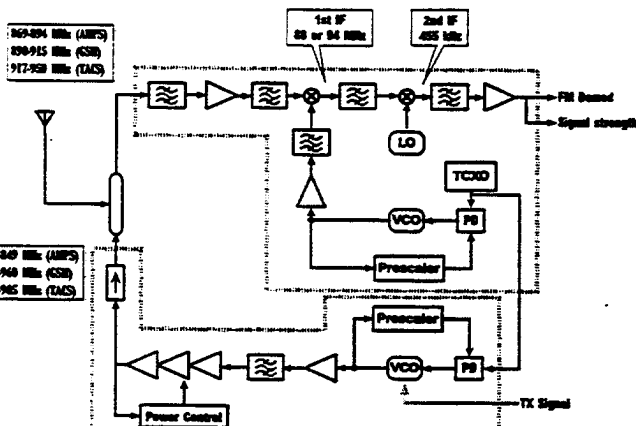 869-894 MHz (AMPS)
890-915 MHz (GSM)
917-950 MHz (TACS)
1st IF
88 or 94 MHz
2nd IF
455 kHz
FM Demod
Signal strength
LO
TCXO
VCO
PD
Prescaler
-849 MHz (AMPS)
-960 MHz (GSM)
-905 MHz (TACS)
Prescaler
VCO
PD
Power Control
TX Signal